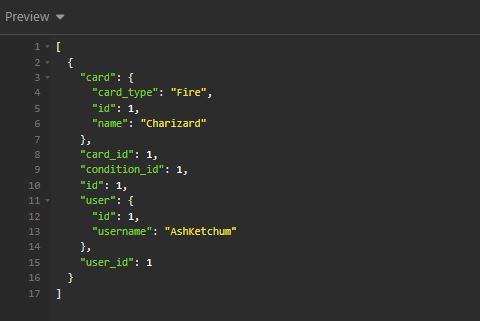 Preview
1 [
2 {
3 "card": {
4 "card_type": "Fire",
5 "id": 1,
6 "name": "Charizard"
7 },
8 "card_id": 1,
9 "condition_id": 1,
10 "id": 1,
11 "user": {
12 "id": 1,
13 "username": "AshKetchum"
14 },
15 "user_id": 1
16 }
17 ]